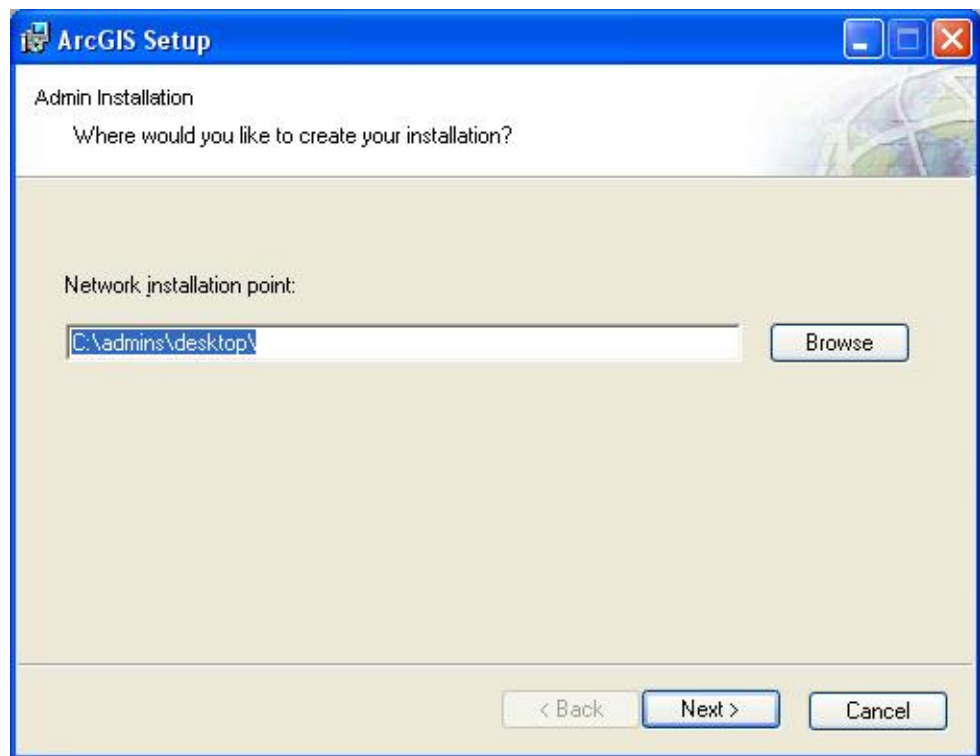 ArcGIS Setup
Admin Installation
Where would you like to create your installation?
Network installation point:
C:\admins\desktop\
Browse
< Back
Next >
Cancel